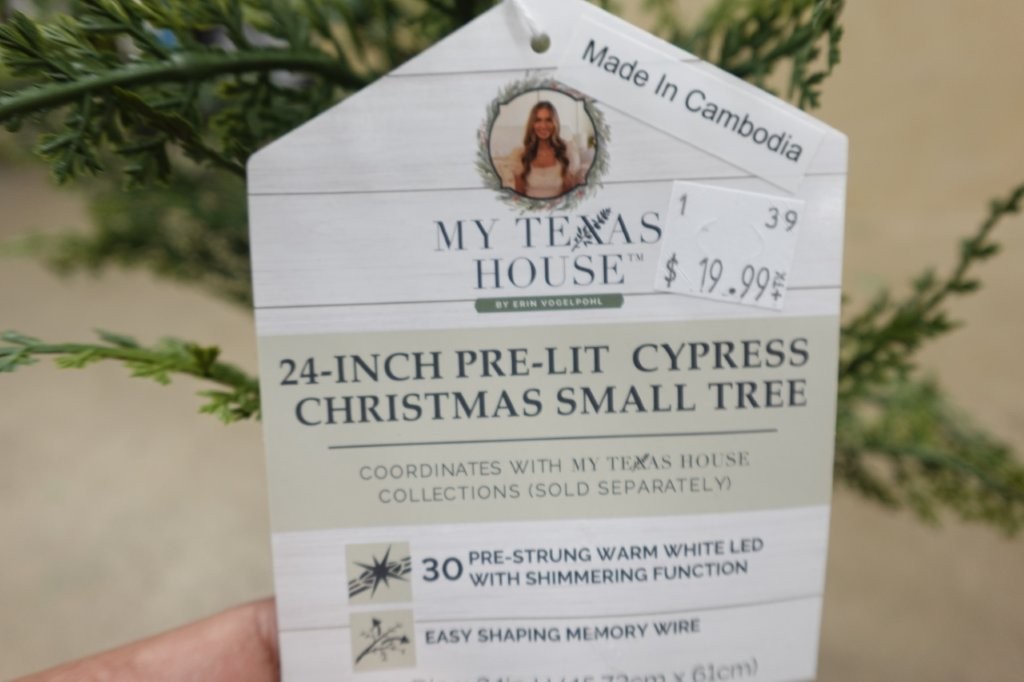 Made In Cambodia
1 39
$ 19.99+TX
MY TEXAS
HOUSE™
BY ERIN VOGELPOHL
24-INCH PRE-LIT CYPRESS
CHRISTMAS SMALL TREE
COORDINATES WITH MY TEXAS HOUSE
COLLECTIONS (SOLD SEPARATELY)
30 PRE-STRUNG WARM WHITE LED
WITH SHIMMERING FUNCTION
EASY SHAPING MEMORY WIRE
x 61cm)